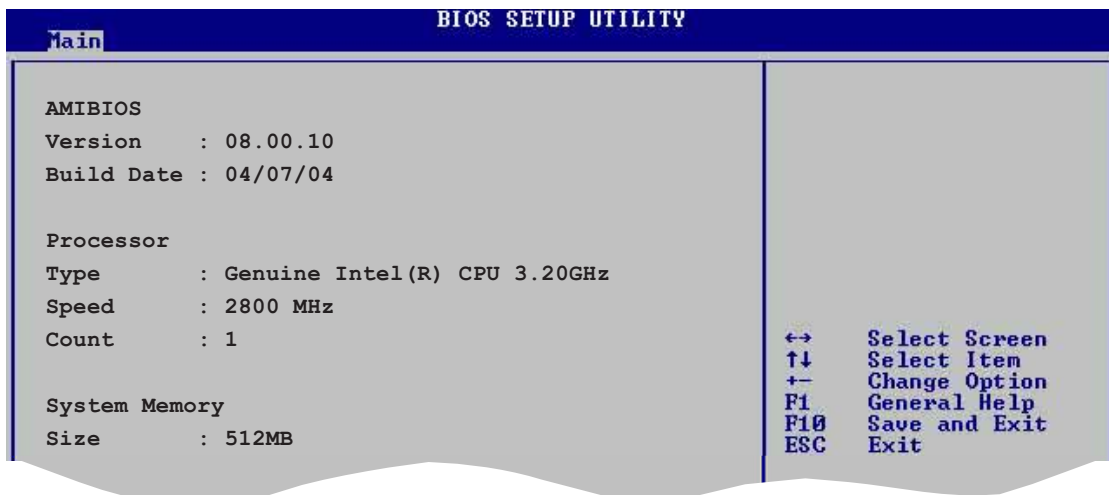 BIOS SETUP UTILITY
Main
AMIBIOS
Version : 08.00.10
Build Date : 04/07/04
Processor
Type : Genuine Intel(R) CPU 3.20GHz
Speed : 2800 MHz
Count : 1
System Memory
Size : 512MB
←→ Select Screen
↑↓ Select Item
+- Change Option
F1 General Help
F10 Save and Exit
ESC Exit